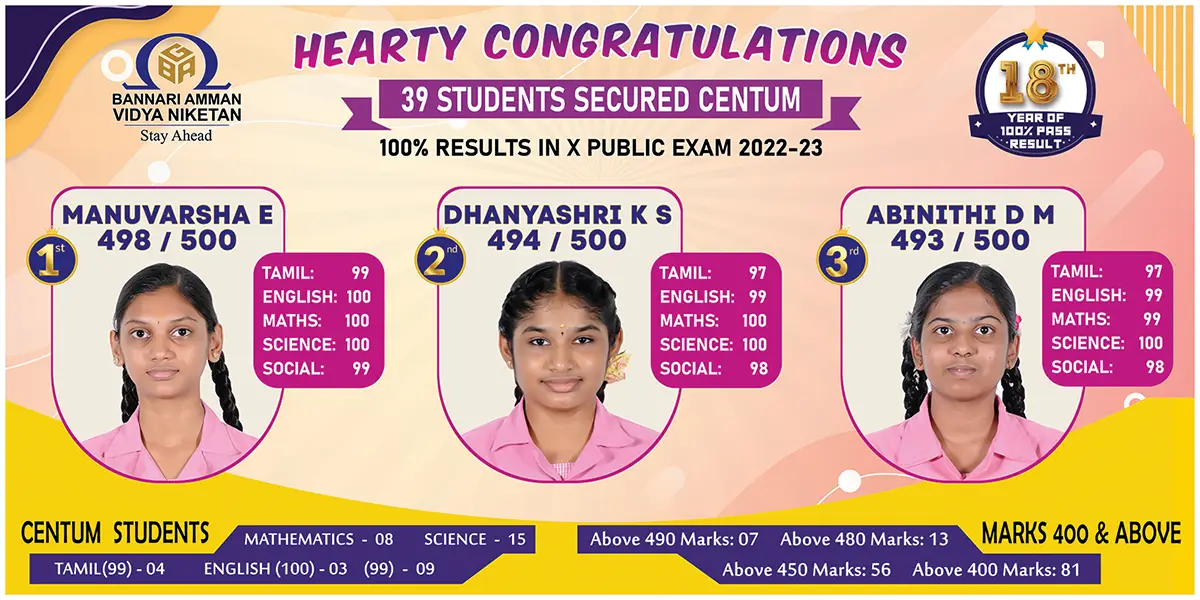 HEARTY CONGRATULATIONS
GBA
BANNARI AMMAN
VIDYA NIKETAN
Stay Ahead
39 STUDENTS SECURED CENTUM
100% RESULTS IN X PUBLIC EXAM 2022-23
18TH
YEAR OF
100% PASS
RESULT
1st
MANUVARSHA E
498 / 500
TAMIL: 99
ENGLISH: 100
MATHS: 100
SCIENCE: 100
SOCIAL: 99
2nd
DHANYASHRI K S
494 / 500
TAMIL: 97
ENGLISH: 99
MATHS: 100
SCIENCE: 100
SOCIAL: 98
3rd
ABINITHI D M
493 / 500
TAMIL: 97
ENGLISH: 99
MATHS: 99
SCIENCE: 100
SOCIAL: 98
CENTUM STUDENTS
MATHEMATICS - 08 SCIENCE - 15
TAMIL(99) - 04 ENGLISH (100) - 03 (99) - 09
Above 490 Marks: 07 Above 480 Marks: 13
MARKS 400 & ABOVE
Above 450 Marks: 56 Above 400 Marks: 81